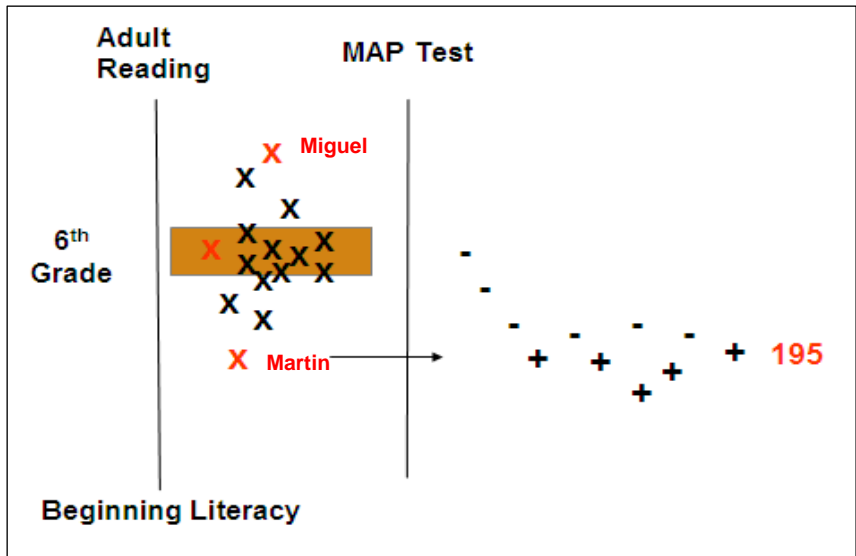 Adult
Reading
MAP Test
X Miguel
X
X
6th
Grade
X
X X X
X X
X X X
X
X
X
X Martin
-
-
- - - -
+ + + + +
195
Beginning Literacy